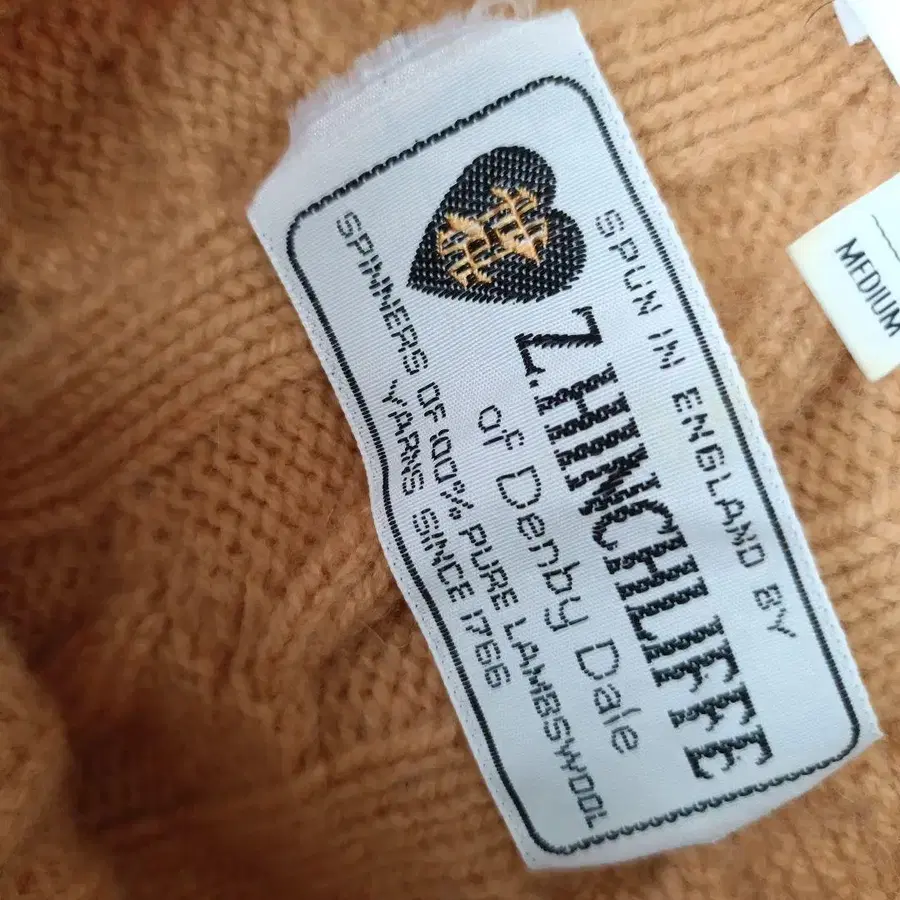 SPUN IN ENGLAND BY
Z.HINCHLIFFE
of Denby Dale
SPINNERS OF 100% PURE LAMBSWOOL
YARNS SINCE 1766
MEDIUM